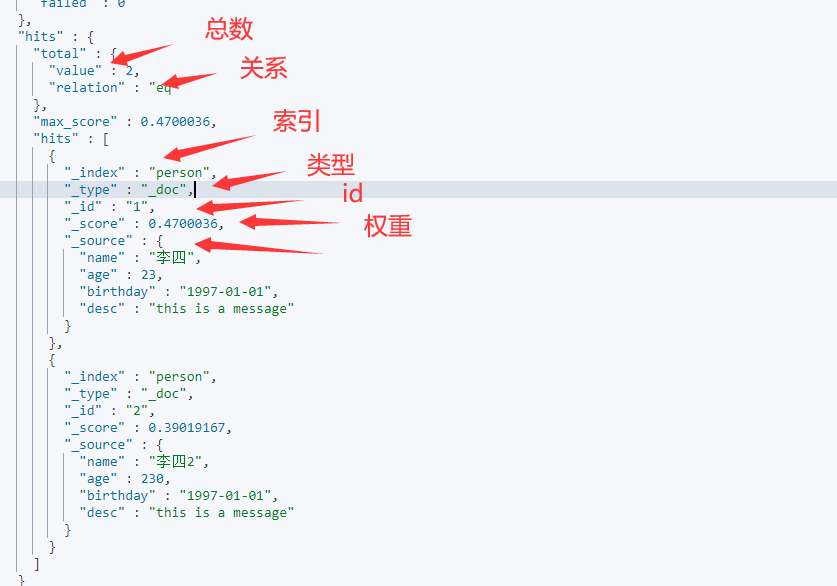 "failed" : 0
},
"hits" : {
总数
"total" : {
关系
"value" : 2,
"relation" : "eq
},
"max_score" : 0.4700036,
索引
"hits" : [
{
类型
"_index" : "person",
"_type" : "_doc",
id
"_id" : "1",
权重
"_score" : 0.4700036,
"_source" : {
"name" : "李四",
"age" : 23,
"birthday" : "1997-01-01",
"desc" : "this is a message"
}
},
{
"_index" : "person",
"_type" : "_doc",
"_id" : "2",
"_score" : 0.39019167,
"_source" : {
"name" : "李四2",
"age" : 230,
"birthday" : "1997-01-01",
"desc" : "this is a message"
}
}
]
}